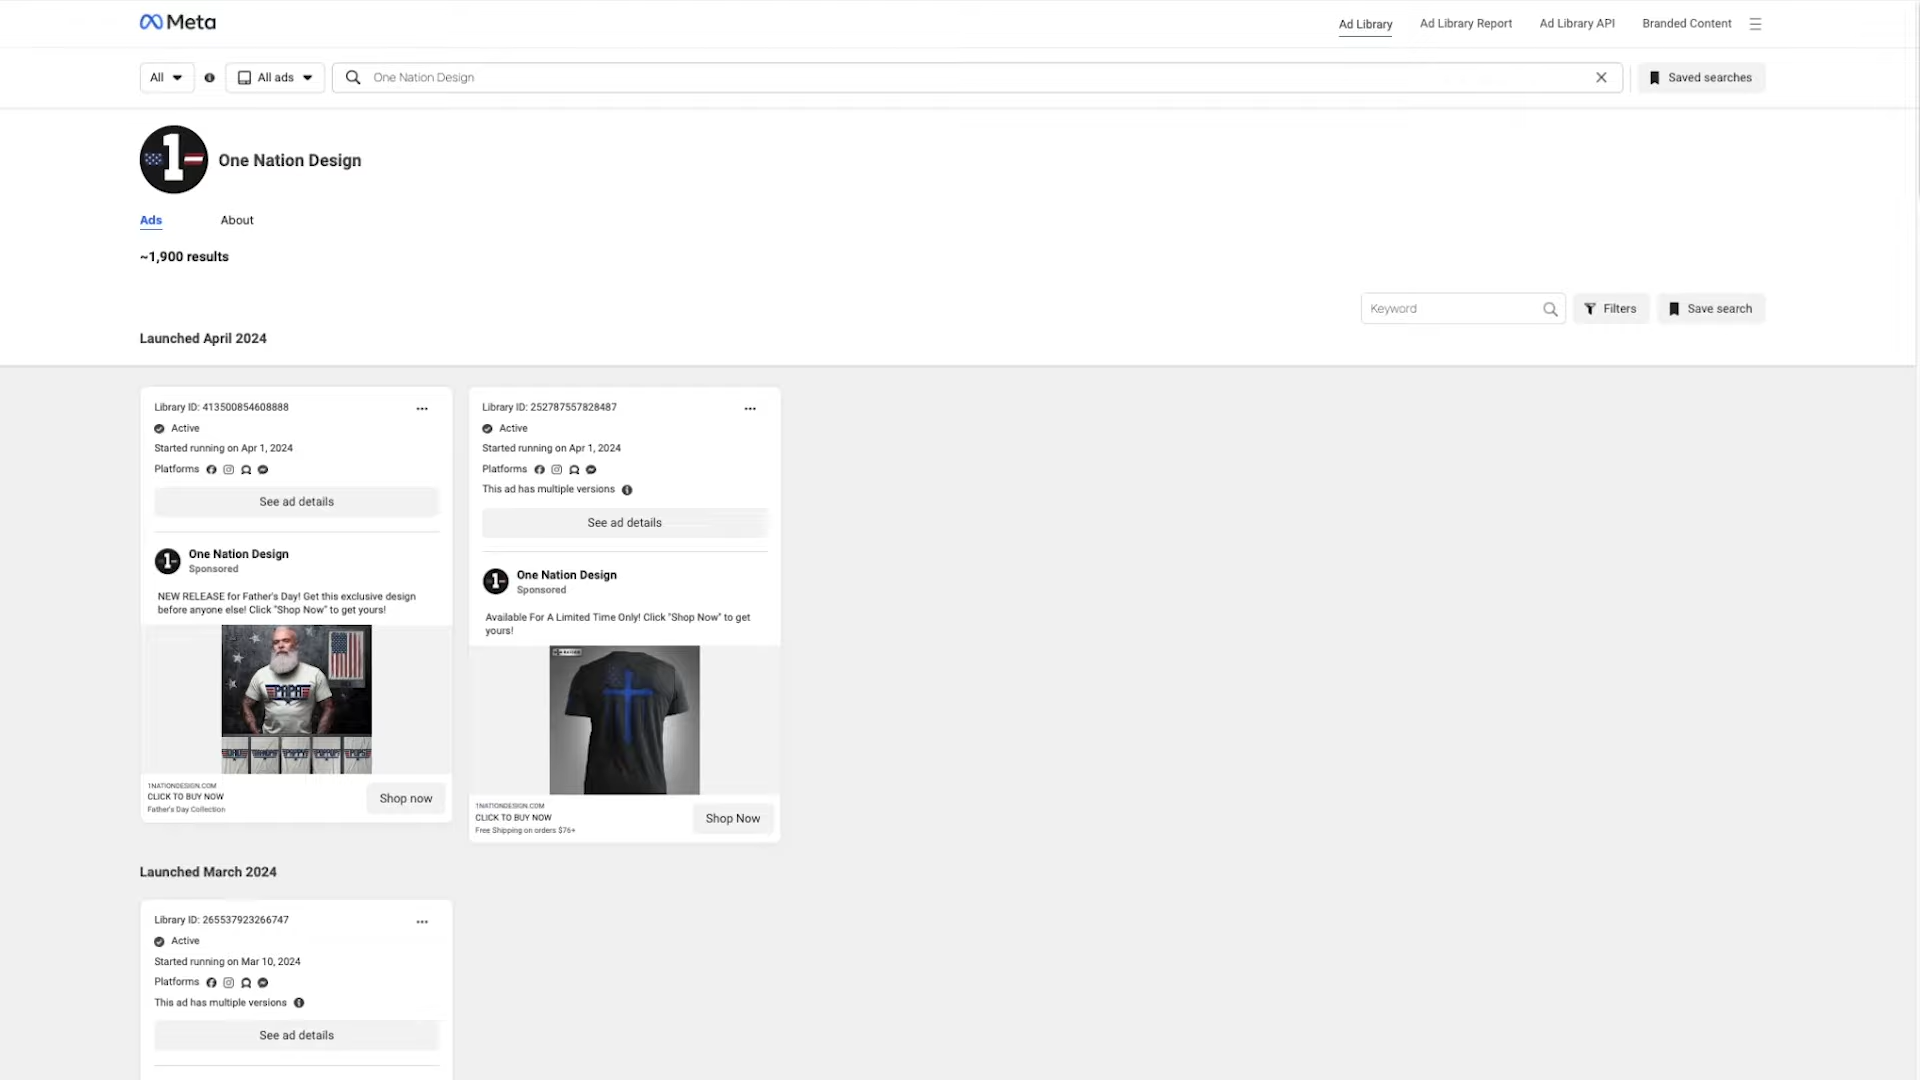 Meta
Ad Library
Ad Library Report
Ad Library API
Branded Content
All
All ads
One Nation Design
Saved searches
1
One Nation Design
Ads
About
~1,900 results
Keyword
Filters
Save search
Launched April 2024
Library ID: 413500854608888
Active
Started running on Apr 1, 2024
Platforms
See ad details
1
One Nation Design
Sponsored
NEW RELEASE for Father's Day! Get this exclusive design
before anyone else! Click "Shop Now" to get yours!
PAPA
1NATIONDESIGN.COM
CLICK TO BUY NOW
Father's Day Collection
Shop now
Library ID: 252787557828487
Active
Started running on Apr 1, 2024
Platforms
This ad has multiple versions
See ad details
1
One Nation Design
Sponsored
Available For A Limited Time Only! Click "Shop Now" to get
yours!
1NATIONDESIGN.COM
CLICK TO BUY NOW
Free Shipping on orders $76+
Shop Now
Launched March 2024
Library ID: 265537923266747
Active
Started running on Mar 10, 2024
Platforms
This ad has multiple versions
See ad details